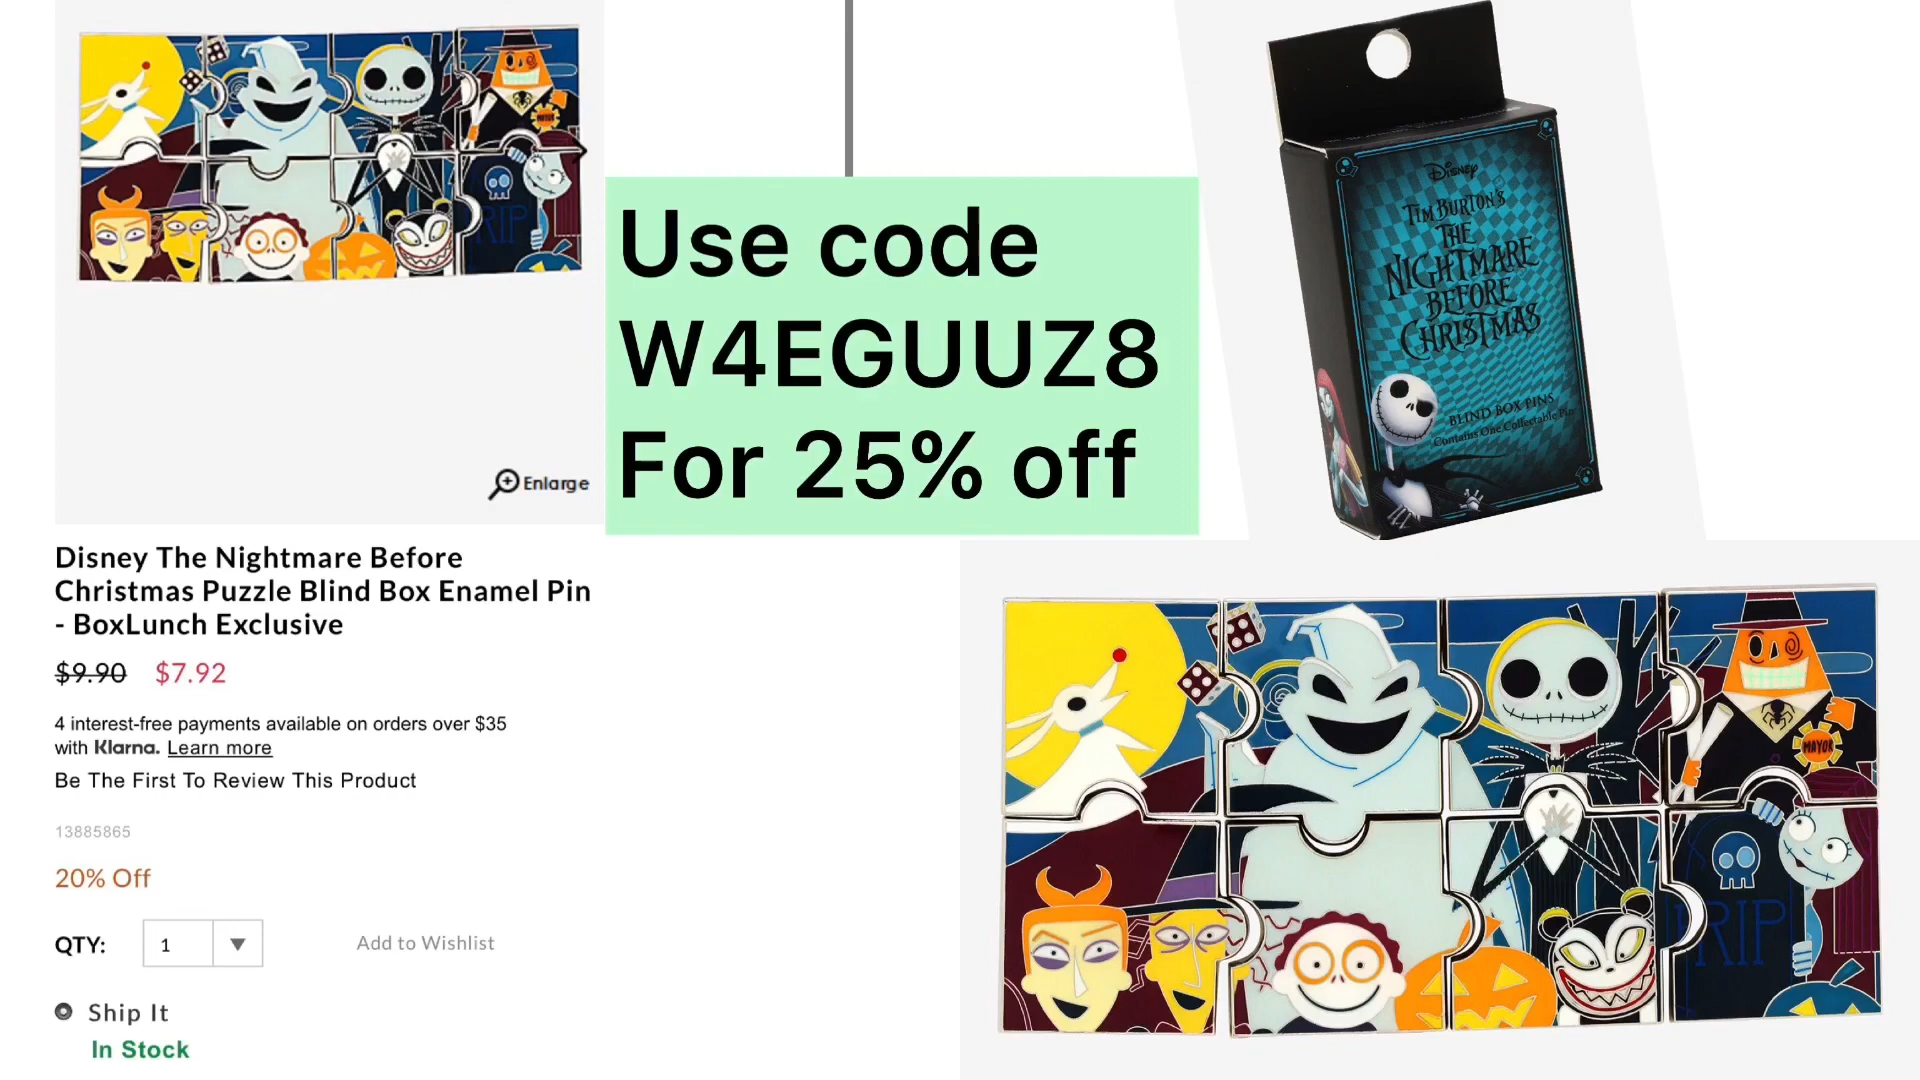 Enlarge
Disney The Nightmare Before
Christmas Puzzle Blind Box Enamel Pin
- BoxLunch Exclusive
$9.90 $7.92
4 interest-free payments available on orders over $35
with Klarna. Learn more
Be The First To Review This Product
13885865
20% Off
QTY: 1 Add to Wishlist
Ship It
In Stock
Use code
W4EGUUZ8
For 25% off
Disney
TIM BURTON'S
THE
NIGHTMARE
BEFORE
CHRISTMAS
BLIND BOX PINS
Contains One Collectable Pin
MAYOR
RIP
MAYOR
RIP